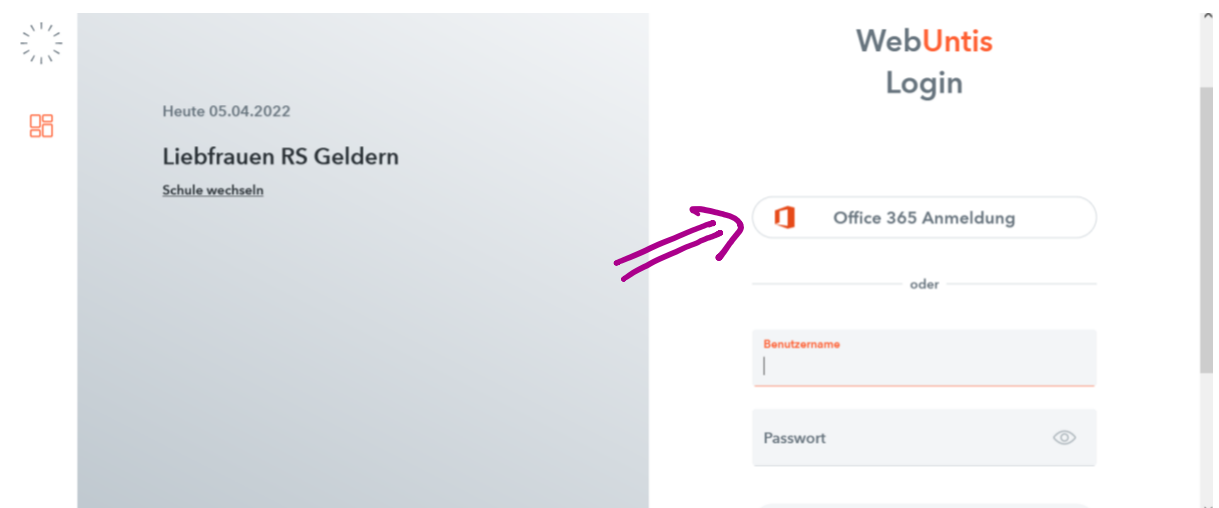 Heute 05.04.2022
Liebfrauen RS Geldern
Schule wechseln
WebUntis
Login
Office 365 Anmeldung
oder
Benutzername
Passwort